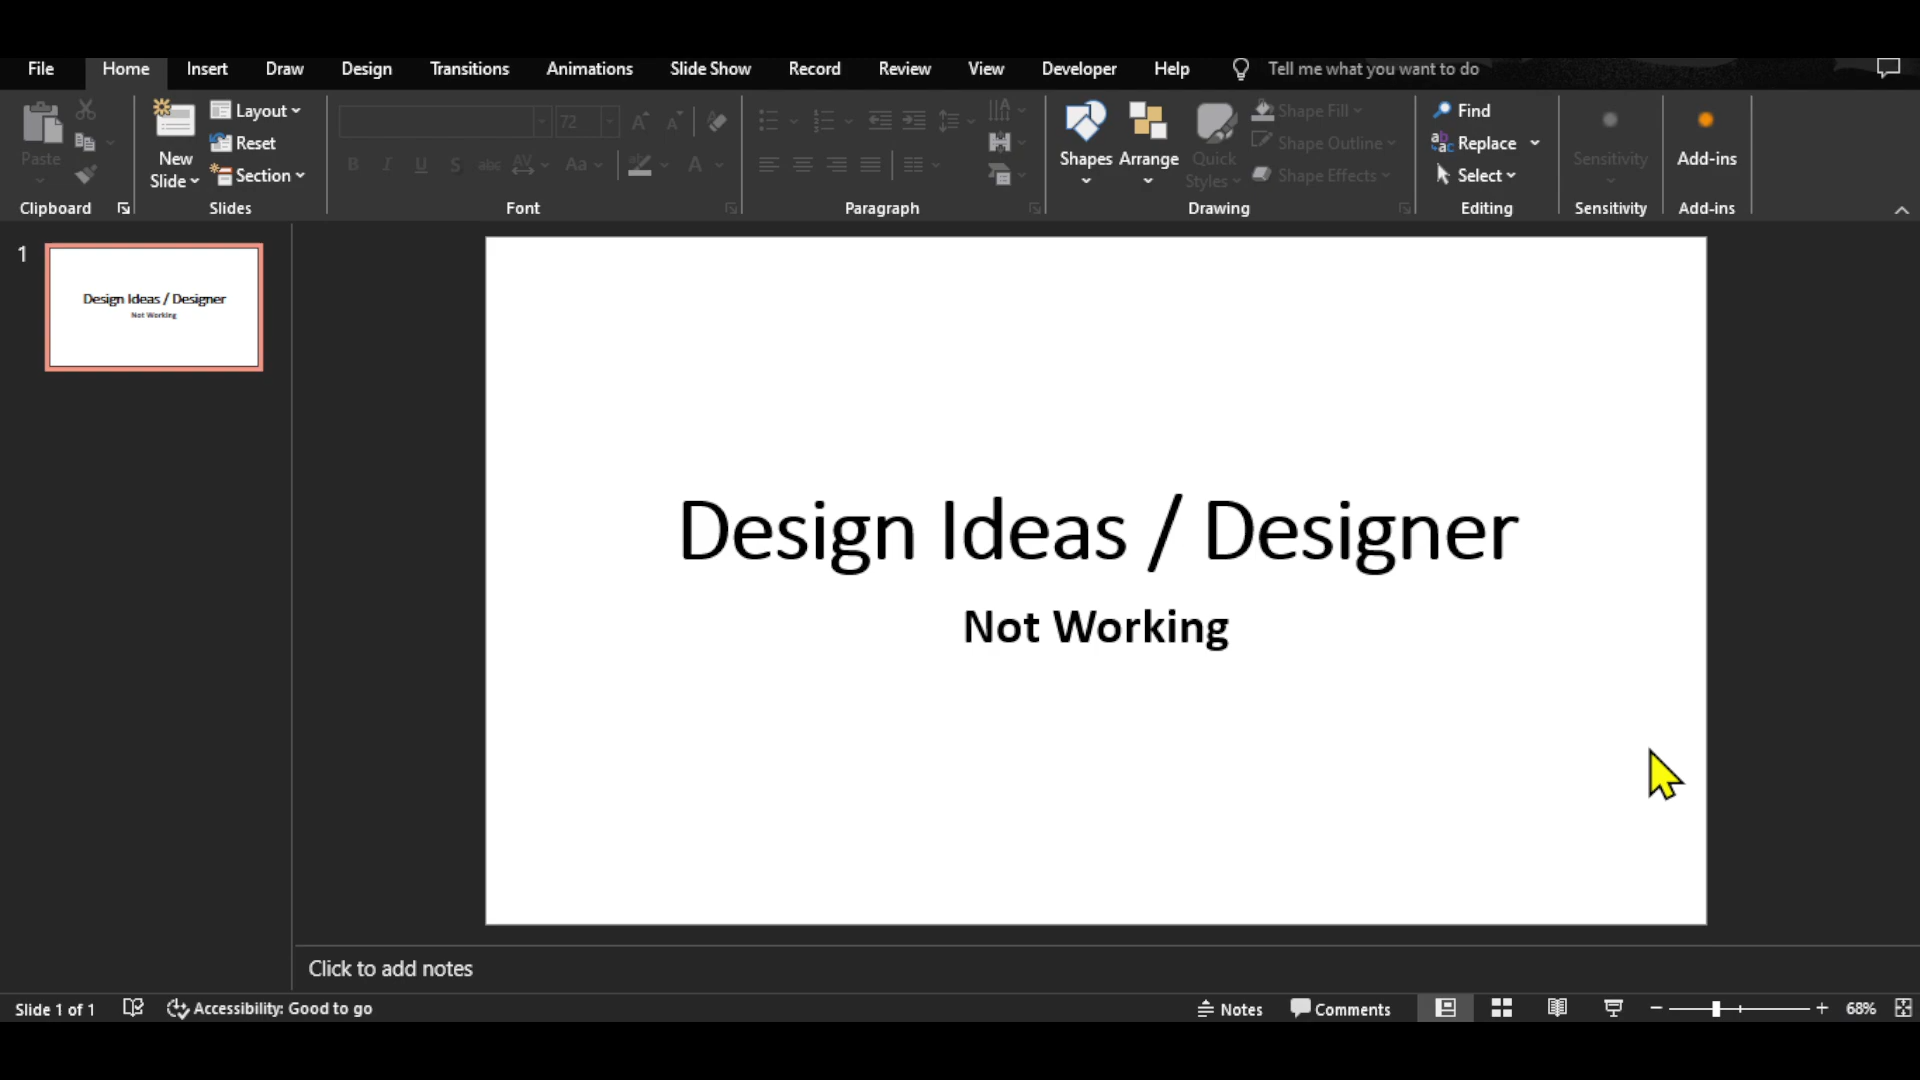 File Home Insert Draw Design Transitions Animations Slide Show Record Review View Developer Help Tell me what you want to do
Paste
Clipboard
New
Slide
Layout
Reset
Section
Slides
72
B I U S abc AV Aa A
Font
Paragraph
Shapes
Arrange
Quick
Styles
Shape Fill
Shape Outline
Shape Effects
Drawing
Find
Replace
Select
Editing
Sensitivity
Sensitivity
Add-ins
Add-ins
1
Design Ideas / Designer
Not Working
Design Ideas / Designer
Not Working
Click to add notes
Slide 1 of 1 Accessibility: Good to go Notes Comments 68%